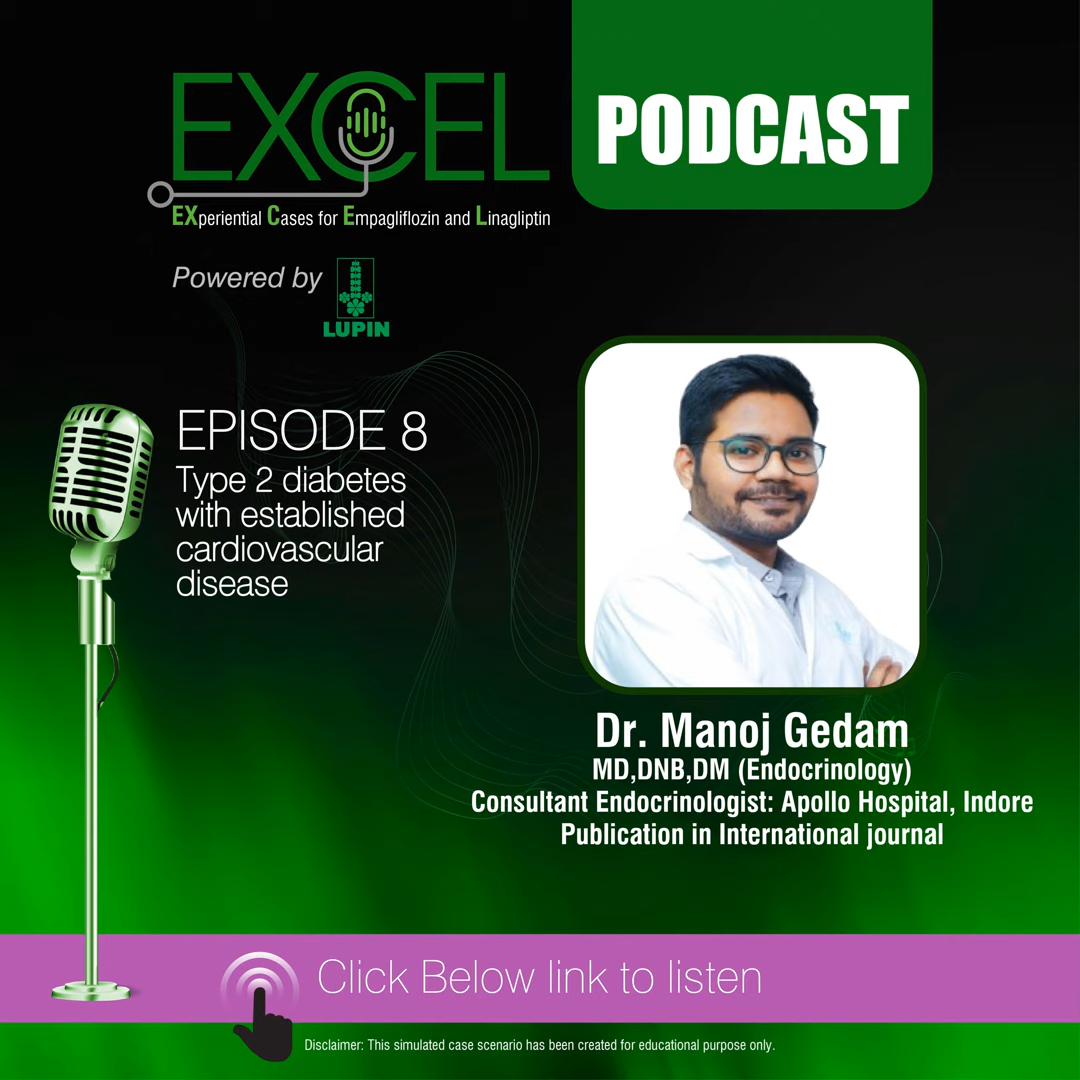 EXCEL
PODCAST
EXperiential Cases for Empagliflozin and Linagliptin
Powered by
LUPIN
EPISODE 8
Type 2 diabetes
with established
cardiovascular
disease
Dr. Manoj Gedam
MD,DNB,DM (Endocrinology)
Consultant Endocrinologist: Apollo Hospital, Indore
Publication in International journal
Click Below link to listen
Disclaimer: This simulated case scenario has been created for educational purpose only.